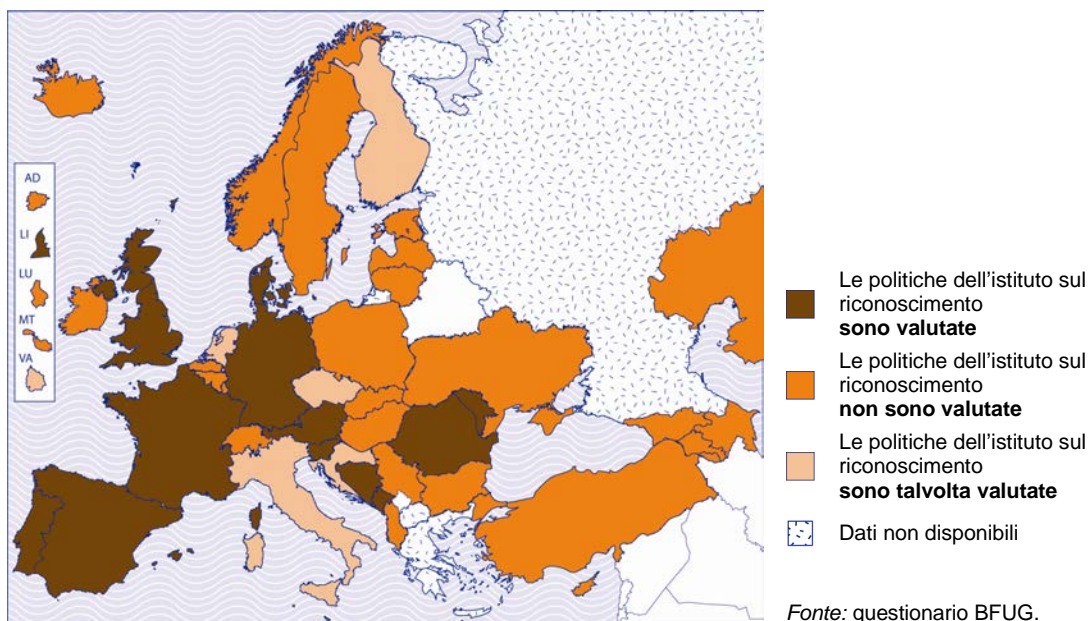 AD
LI
LU
MT
VA
Le politiche dell'istituto sul
riconoscimento
sono valutate
Le politiche dell'istituto sul
riconoscimento
non sono valutate
Le politiche dell'istituto sul
riconoscimento
sono talvolta valutate
Dati non disponibili
Fonte: questionario BFUG.